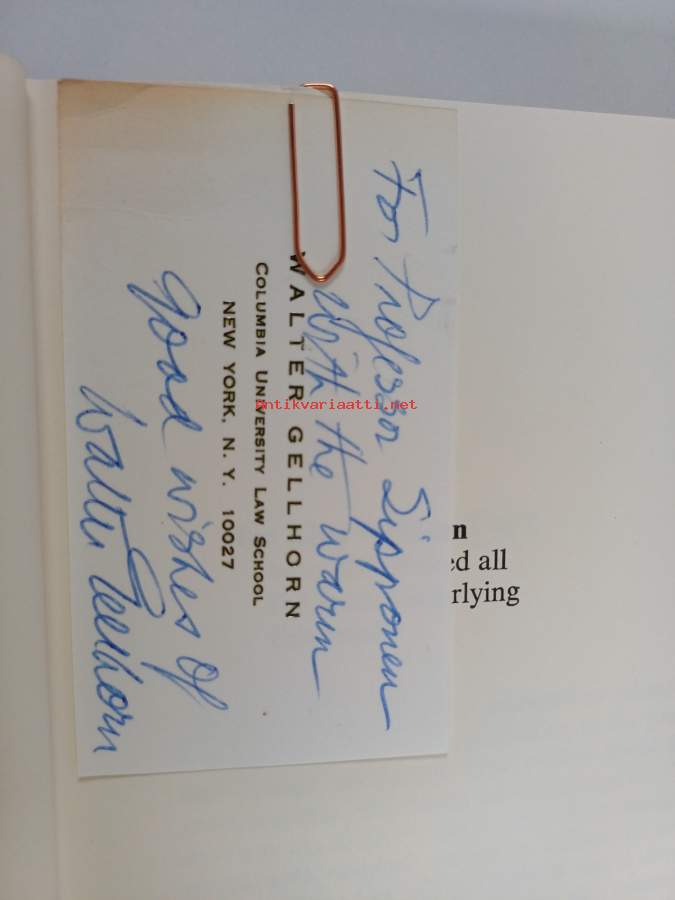 For Professor Sipponen
With the warm
WALTER GELLHORN
COLUMBIA UNIVERSITY LAW SCHOOL
NEW YORK, N. Y. 10027
good wishes of
Walter Gellhorn
antikvariaatti.net
n
ed all
rlying